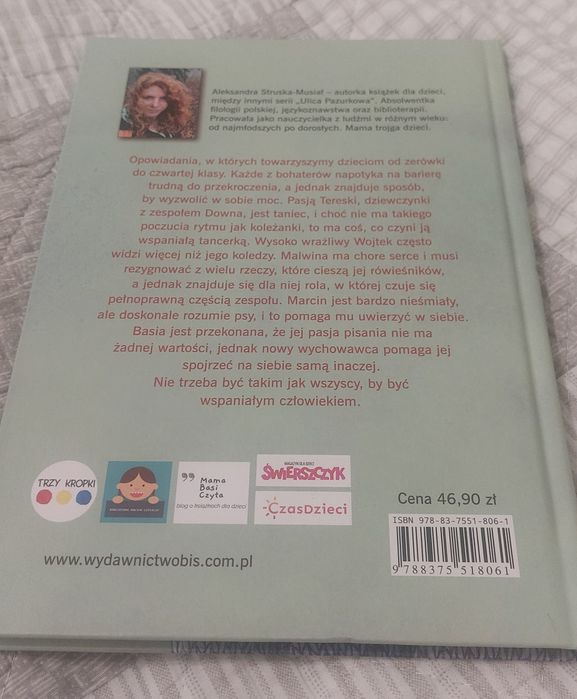 Aleksandra Struska-Musiał – autorka książek dla dzieci,
między innymi serii „Ulica Pazurkowa”. Absolwentka
filologii polskiej, językoznawstwa oraz biblioterapii.
Pracowała jako nauczycielka z ludźmi w różnym wieku:
od najmłodszych po dorosłych. Mama trojga dzieci.
Opowiadania, w których towarzyszymy dzieciom od zerówki
do czwartej klasy. Każde z bohaterów napotyka na barierę
trudną do przekroczenia, a jednak znajduje sposób,
by wyzwolić w sobie moc. Pasją Tereski, dziewczynki
z zespołem Downa, jest taniec, i choć nie ma takiego
poczucia rytmu jak koleżanki, to ma coś, co czyni ją
wspaniałą tancerką. Wysoko wrażliwy Wojtek często
widzi więcej niż jego koledzy. Malwina ma chore serce i musi
rezygnować z wielu rzeczy, które cieszą jej rówieśników,
a jednak znajduje się dla niej rola, w której czuje się
pełnoprawną częścią zespołu. Marcin jest bardzo nieśmiały,
ale doskonale rozumie psy, i to pomaga mu uwierzyć w siebie.
Basia jest przekonana, że jej pasja pisania nie ma
żadnej wartości, jednak nowy wychowawca pomaga jej
spojrzeć na siebie samą inaczej.
Nie trzeba być takim jak wszyscy, by być
wspaniałym człowiekiem.
TRZY KROPKI
Mama
Basi
Czyta
blog o książkach dla dzieci
MAGAZYN DLA DZIECI
ŚWIERSZCZYK
CzasDzieci
Cena 46,90 zł
ISBN 978-83-7551-806-1
9 788375 518061
www.wydawnictwobis.com.pl